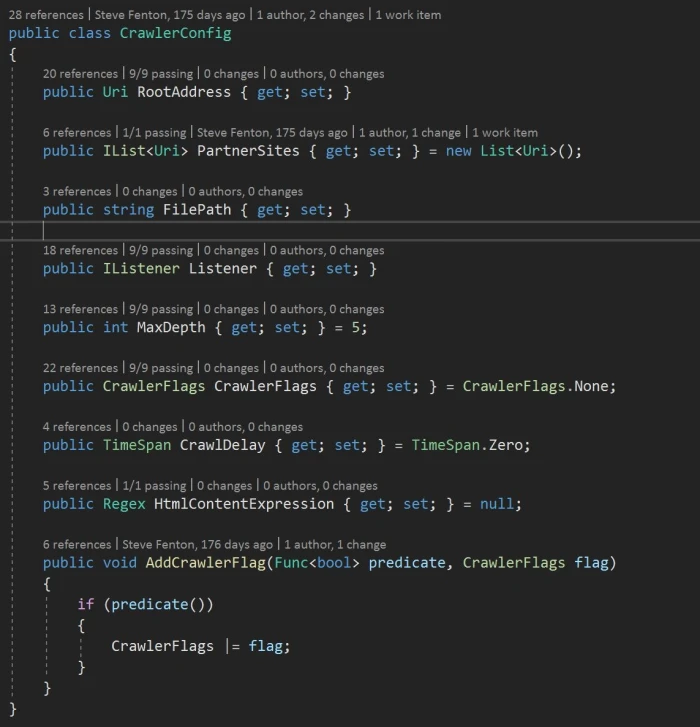 28 references | Steve Fenton, 175 days ago | 1 author, 2 changes | 1 work item
public class CrawlerConfig
{
20 references | 9/9 passing | 0 changes | 0 authors, 0 changes
public Uri RootAddress { get; set; }
6 references | 1/1 passing | Steve Fenton, 175 days ago | 1 author, 1 change | 1 work item
public IList<Uri> PartnerSites { get; set; } = new List<Uri>();
3 references | 0 changes | 0 authors, 0 changes
public string FilePath { get; set; }
18 references | 9/9 passing | 0 changes | 0 authors, 0 changes
public IListener Listener { get; set; }
13 references | 9/9 passing | 0 changes | 0 authors, 0 changes
public int MaxDepth { get; set; } = 5;
22 references | 9/9 passing | 0 changes | 0 authors, 0 changes
public CrawlerFlags CrawlerFlags { get; set; } = CrawlerFlags.None;
4 references | 0 changes | 0 authors, 0 changes
public TimeSpan CrawlDelay { get; set; } = TimeSpan.Zero;
5 references | 1/1 passing | 0 changes | 0 authors, 0 changes
public Regex HtmlContentExpression { get; set; } = null;
6 references | Steve Fenton, 176 days ago | 1 author, 1 change
public void AddCrawlerFlag(Func<bool> predicate, CrawlerFlags flag)
{
if (predicate())
{
CrawlerFlags |= flag;
}
}
}